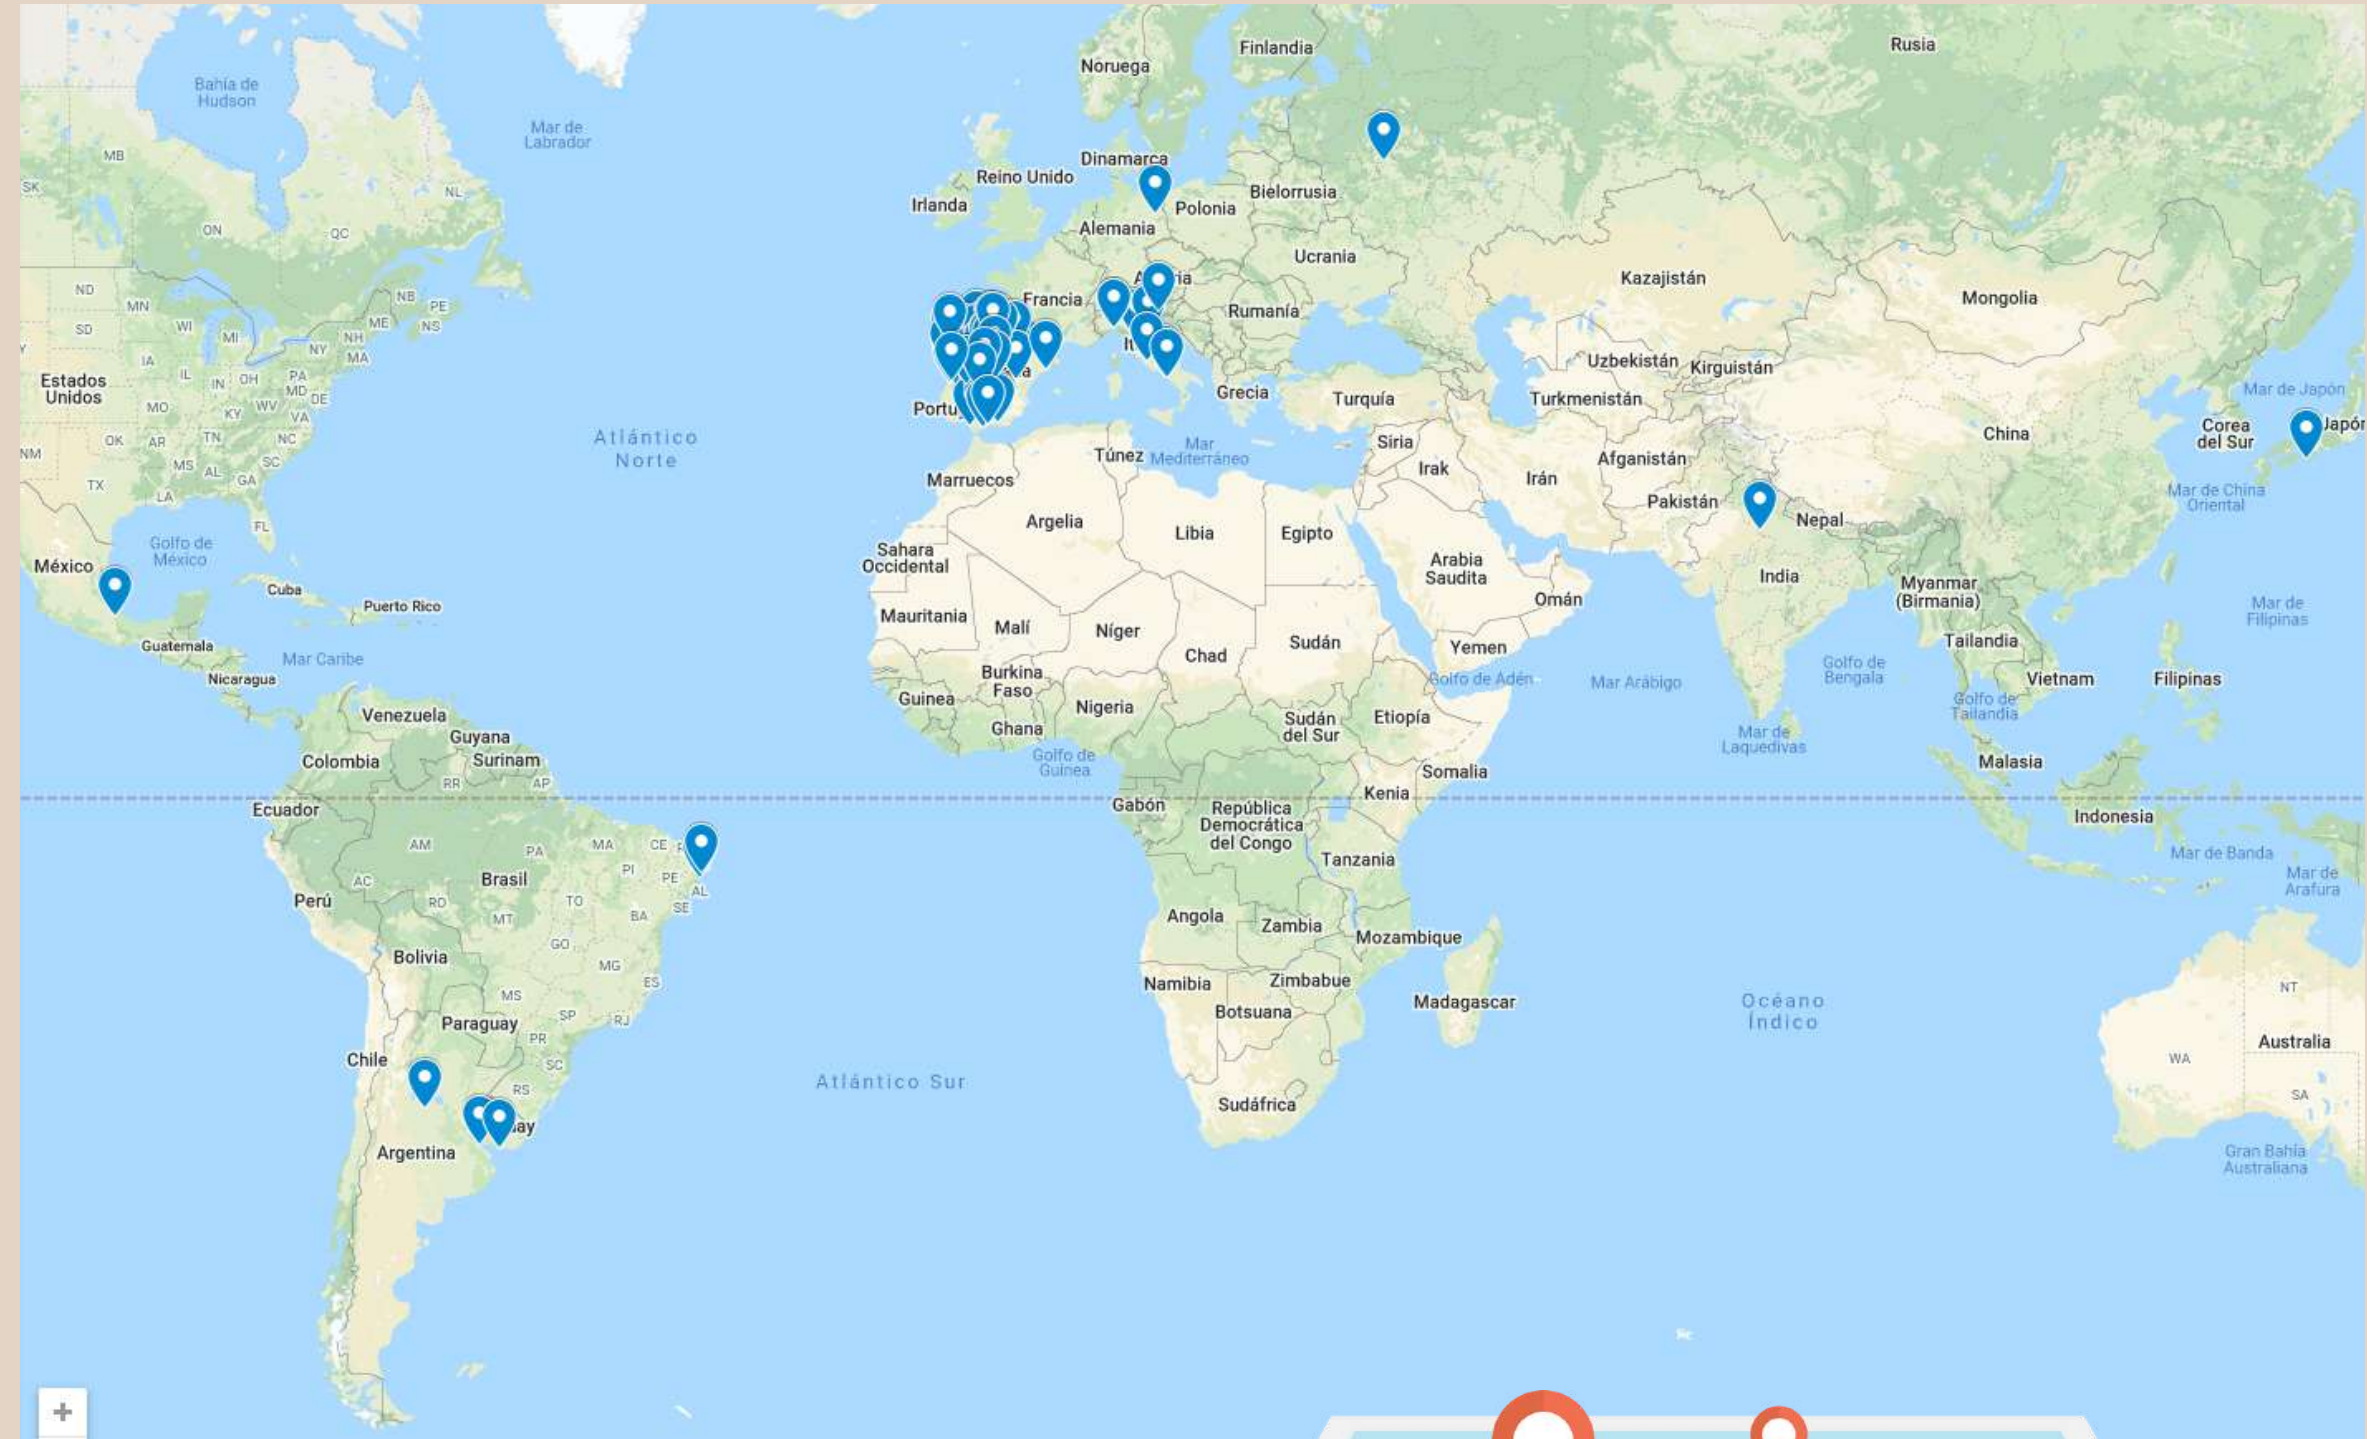 Finlandia
Rusia
Noruega
Bahía de
Hudson
Mar de
Labrador
MB
Dinamarca
Reino Unido
SK
NL
Bielorrusia
Irlanda
Polonia
ON
QC
Alemania
Ucrania
Kazajistán
ND
MN
NB
PE
Francia
Mongolia
Rumanía
SD
WI
MI
ME
NS
NH
NY
MA
IA
Uzbekistán
Kirguistán
IL
IN
OH
PA
Estados
Unidos
MD
DE
Mar de Japón
Grecia
Turquía
Turkmenistán
MO
WV
KY
VA
OK
AR
TN
NC
Atlántico
Norte
China
Corea
del Sur
Siria
Túnez
Mar
Mediterráneo
NM
MS
AL
SC
GA
Irak
Afganistán
Irán
Marruecos
TX
LA
Mar de China
Oriental
Pakistán
Nepal
FL
Argelia
Libia
Egipto
Golfo de
México
Sahara
Occidental
México
Arabia
Saudita
India
Myanmar
(Birmania)
Cuba
Puerto Rico
Omán
Mar de
Filipinas
Mauritania
Malí
Níger
Sudán
Guatemala
Chad
Yemen
Tailandia
Mar Caribe
Nicaragua
Burkina
Faso
Golfo de Adén
Mar Arábigo
Golfo de
Bengala
Vietnam
Filipinas
Guinea
Nigeria
Golfo de
Tailandia
Venezuela
Sudán
del Sur
Etiopía
Ghana
Guyana
Mar de
Laquedivas
Colombia
Surinam
Golfo de
Guinea
Malasia
Somalia
RR
AP
Kenia
Ecuador
Gabón
República
Democrática
del Congo
Indonesia
AM
PA
MA
CE
Mar de Banda
Tanzania
PI
PE
Brasil
AC
AL
Mar de
Arafura
Perú
RO
TO
SE
MT
BA
Angola
Zambia
Mozambique
GO
Bolivia
MG
ES
Namibia
Zimbabue
NT
MS
Madagascar
Océano
Índico
Botsuana
SP
RJ
Paraguay
PR
Australia
Chile
SC
WA
Atlántico Sur
RS
SA
Sudáfrica
Argentina
Gran Bahía
Australiana
+